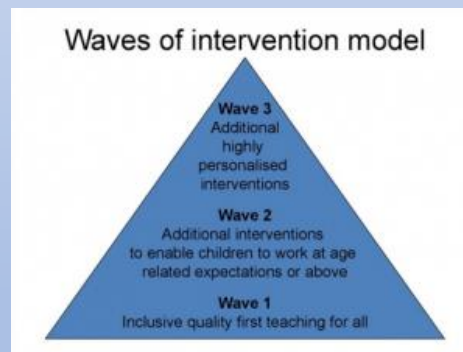 Waves of intervention model
Wave 3
Additional
highly
personalised
interventions
Wave 2
Additional interventions
to enable children to work at age
related expectations or above
Wave 1
Inclusive quality first teaching for all